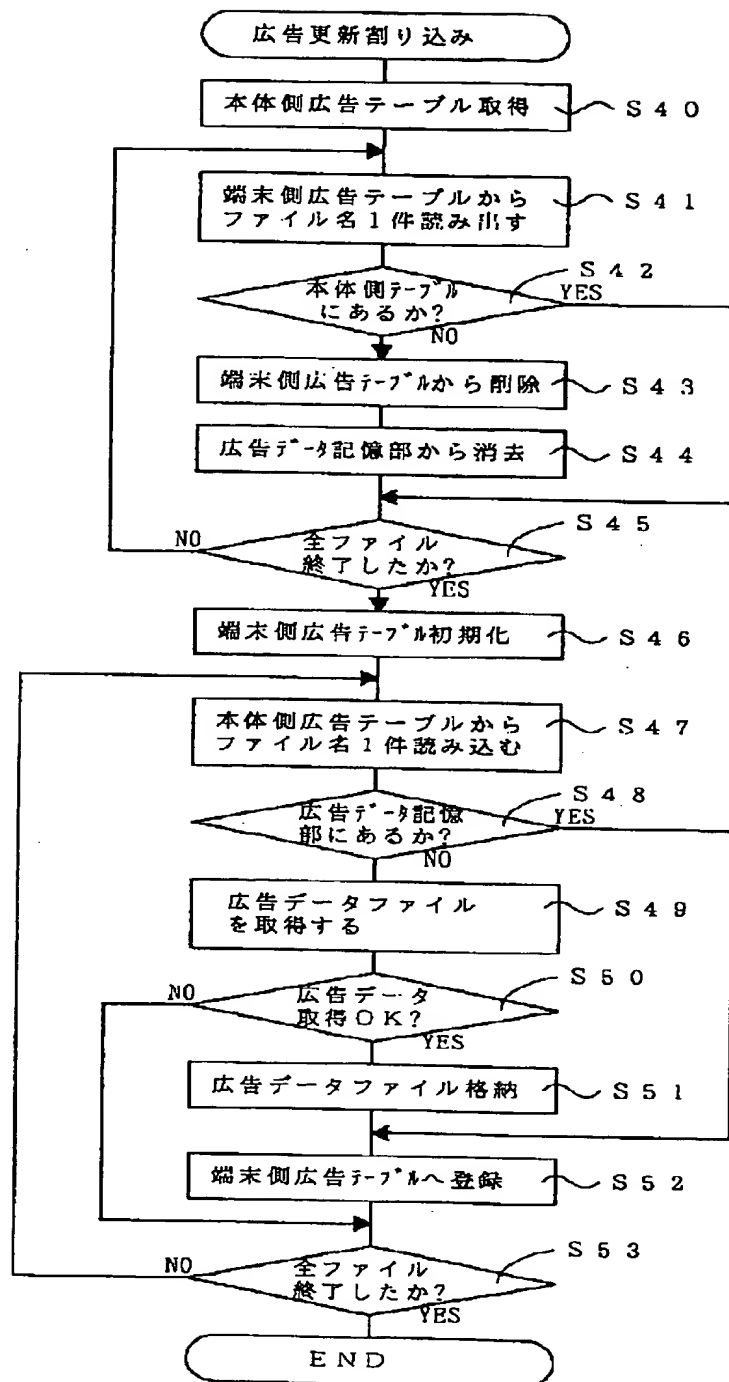 広告更新割り込み
本体側広告テーブル取得
S40
端末側広告テーブルから
ファイル名1件読み出す
S41
S42
本体側テーブル
にあるか?
YES
NO
端末側広告テーブルから削除
S43
広告データ記憶部から消去
S44
S45
全ファイル
終了したか?
NO
YES
端末側広告テーブル初期化
S46
本体側広告テーブルから
ファイル名1件読み込む
S47
S48
広告データ記憶
部にあるか?
YES
NO
広告データファイル
を取得する
S49
S50
広告データ
取得OK?
NO
YES
広告データファイル格納
S51
端末側広告テーブルへ登録
S52
S53
全ファイル
終了したか?
NO
YES
END